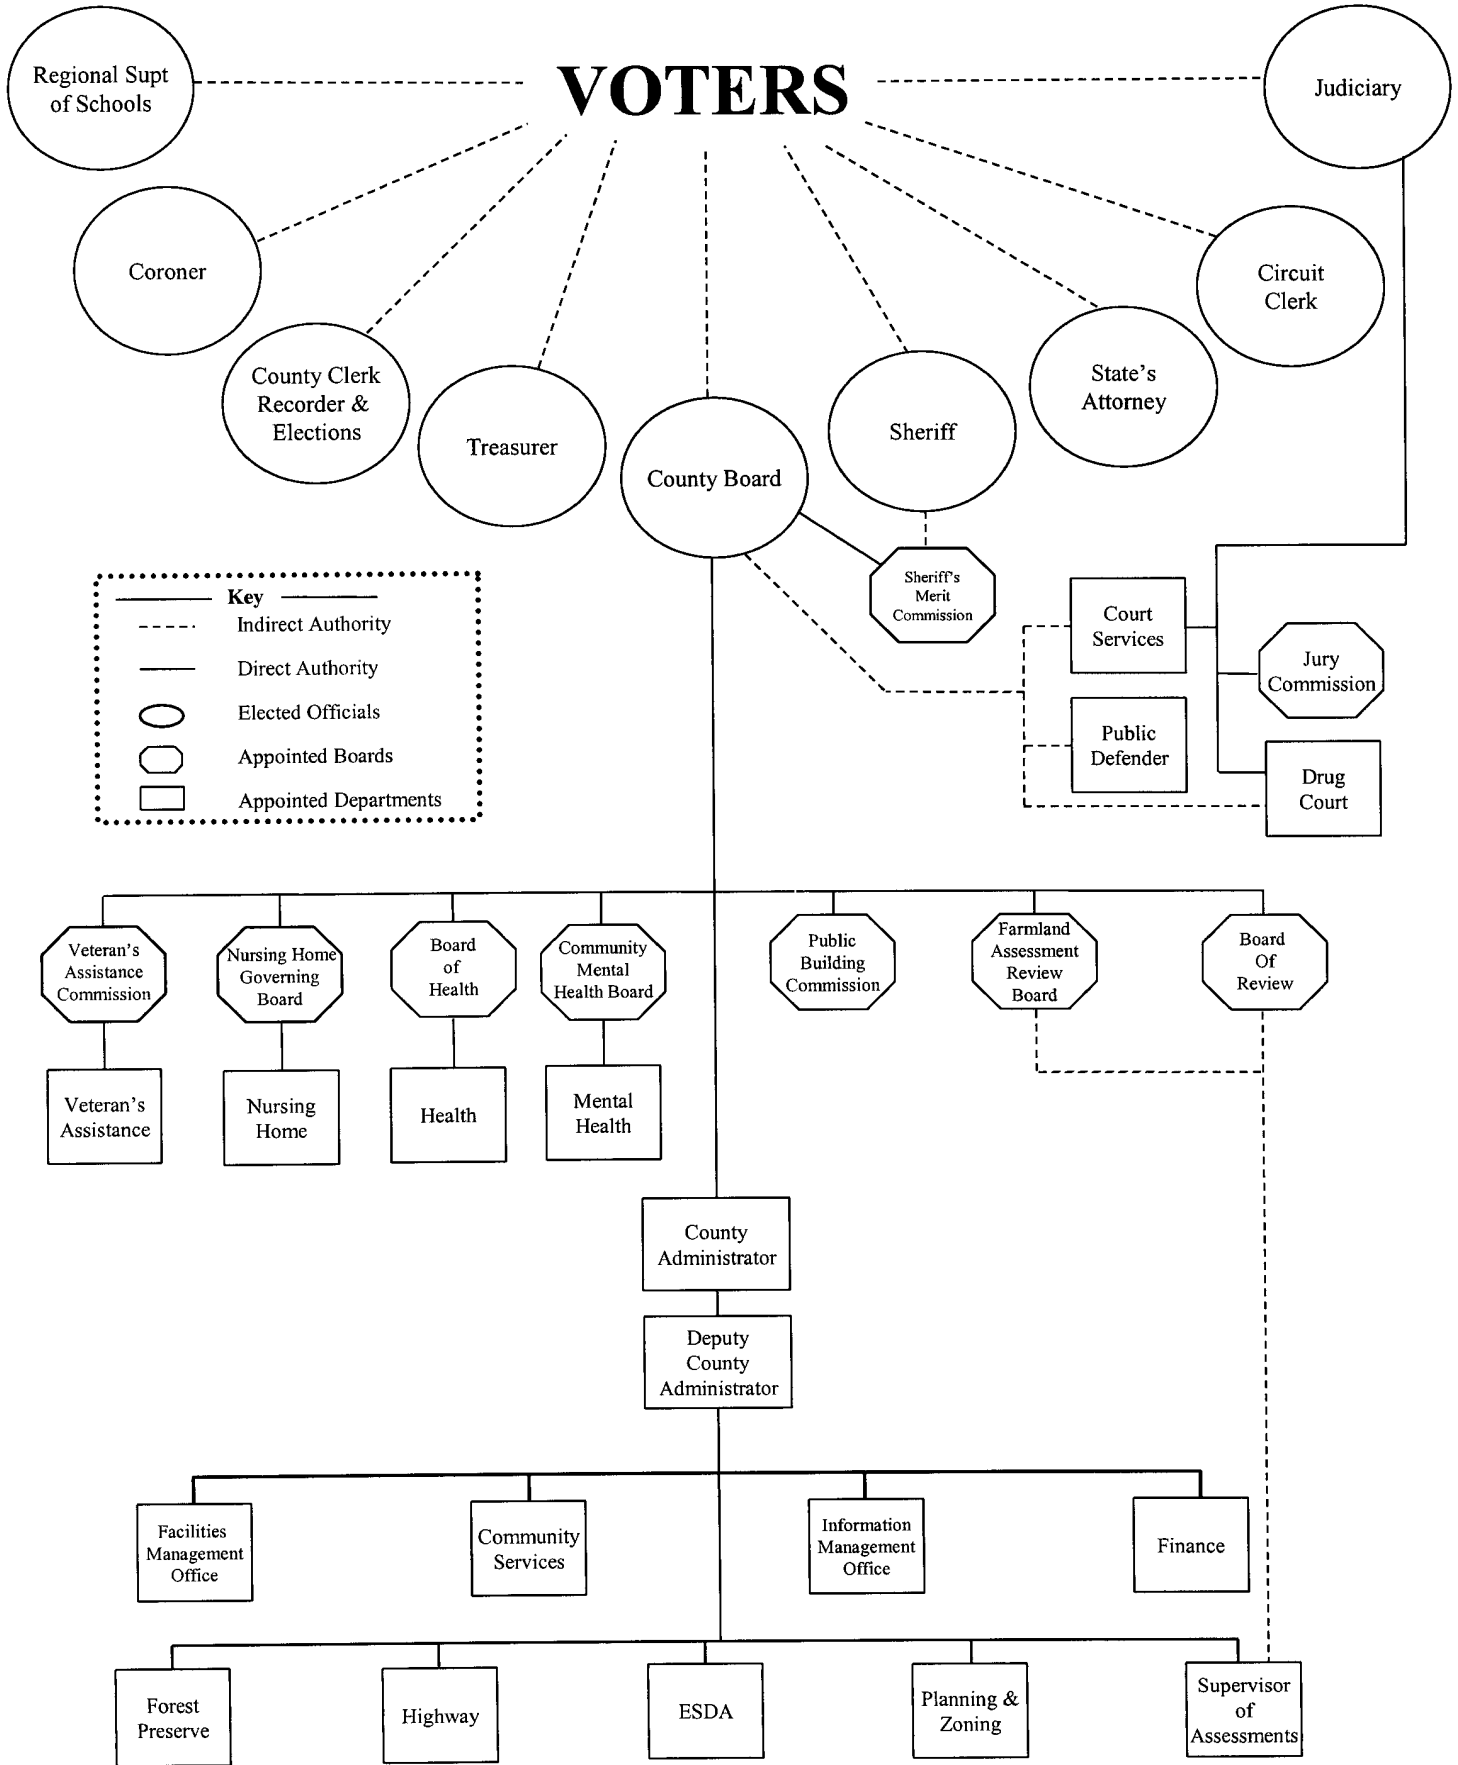 VOTERS
Regional Supt
of Schools
Judiciary
Coroner
Circuit
Clerk
County Clerk
Recorder &
Elections
State's
Attorney
Treasurer
Sheriff
County Board
Sheriff's
Merit
Commission
Key
Indirect Authority
Direct Authority
Elected Officials
Appointed Boards
Appointed Departments
Court
Services
Jury
Commission
Public
Defender
Drug
Court
Veteran's
Assistance
Commission
Nursing Home
Governing
Board
Board
of
Health
Community
Mental
Health Board
Public
Building
Commission
Farmland
Assessment
Review
Board
Board
Of
Review
Veteran's
Assistance
Nursing
Home
Health
Mental
Health
County
Administrator
Deputy
County
Administrator
Facilities
Management
Office
Community
Services
Information
Management
Office
Finance
Forest
Preserve
Highway
ESDA
Planning &
Zoning
Supervisor
of
Assessments